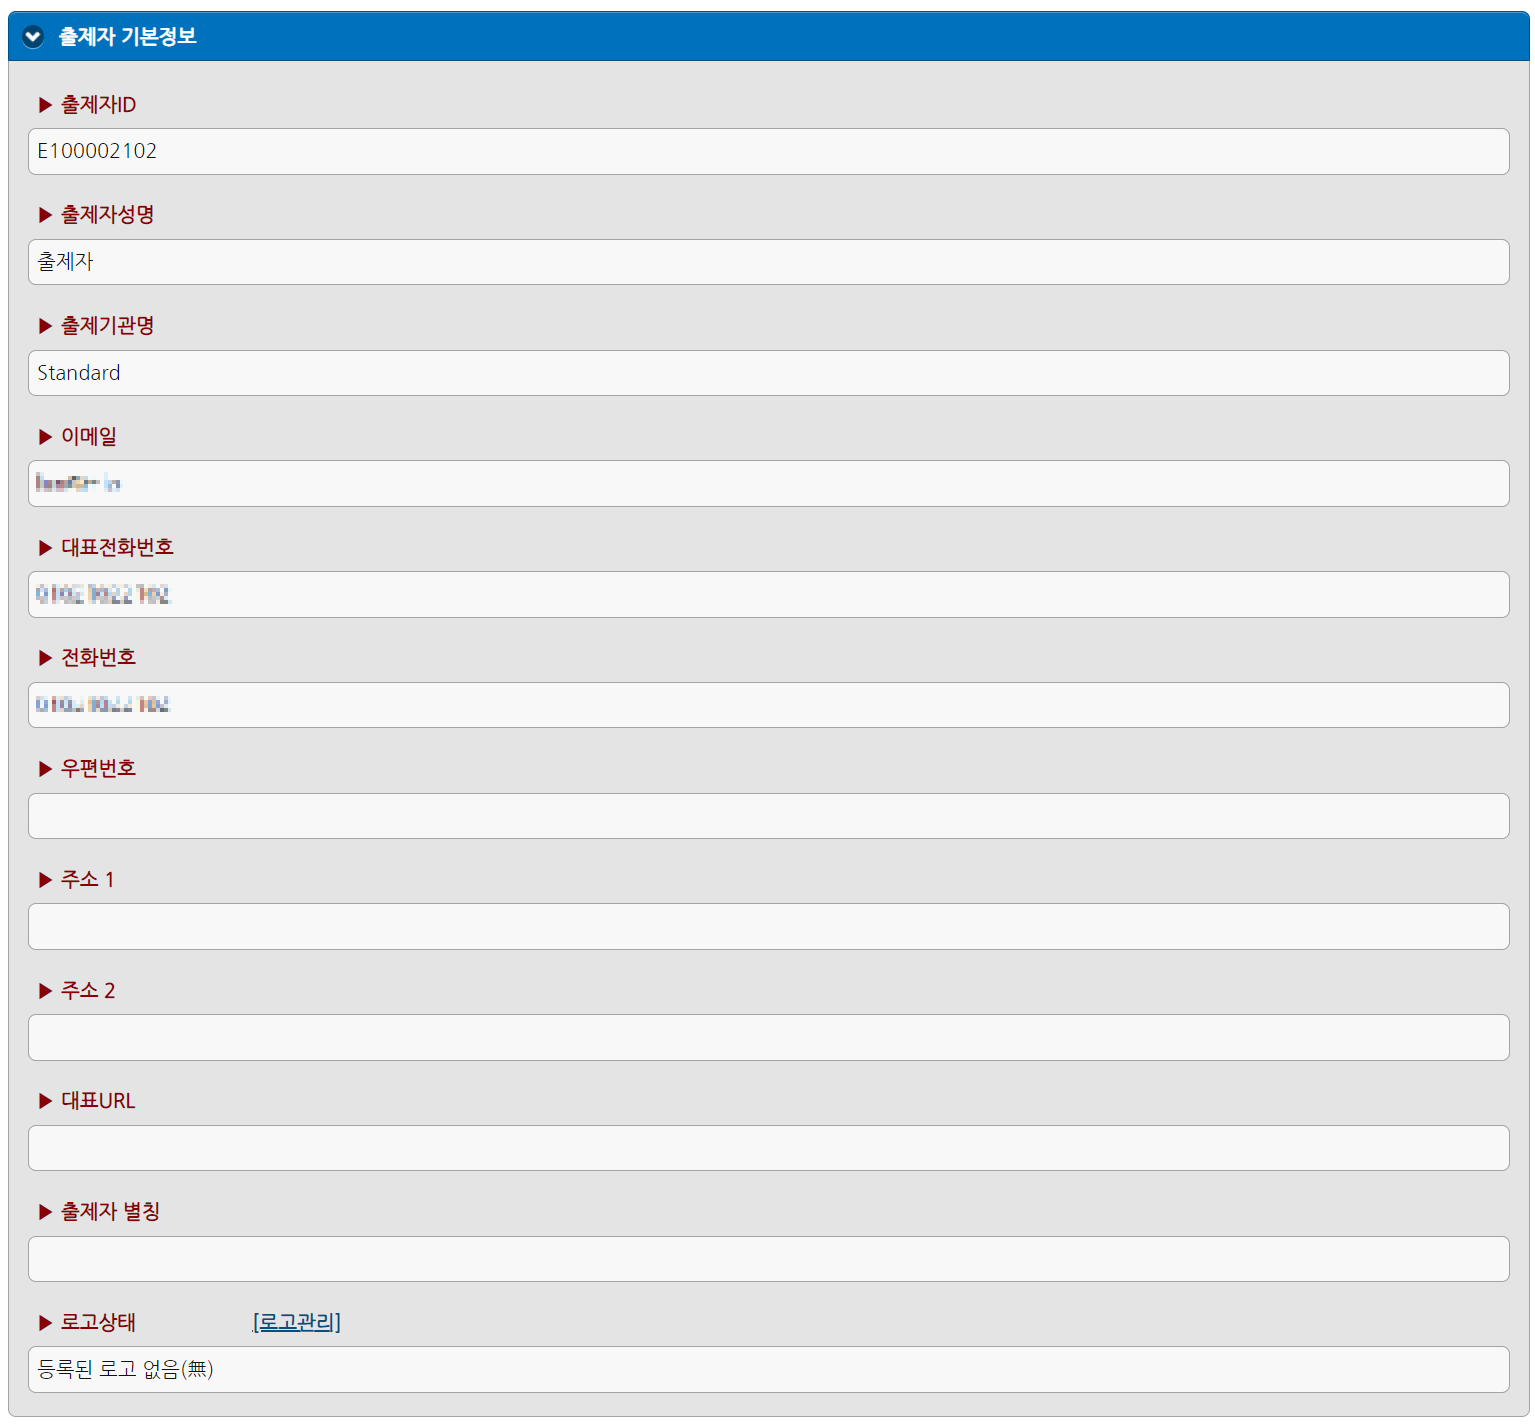 출제자 기본정보
▶ 출제자ID
E100002102
▶ 출제자성명
출제자
▶ 출제기관명
Standard
▶ 이메일
▶ 대표전화번호
▶ 전화번호
▶ 우편번호
▶ 주소 1
▶ 주소 2
▶ 대표URL
▶ 출제자 별칭
▶ 로고상태 [로고관리]
등록된 로고 없음(無)